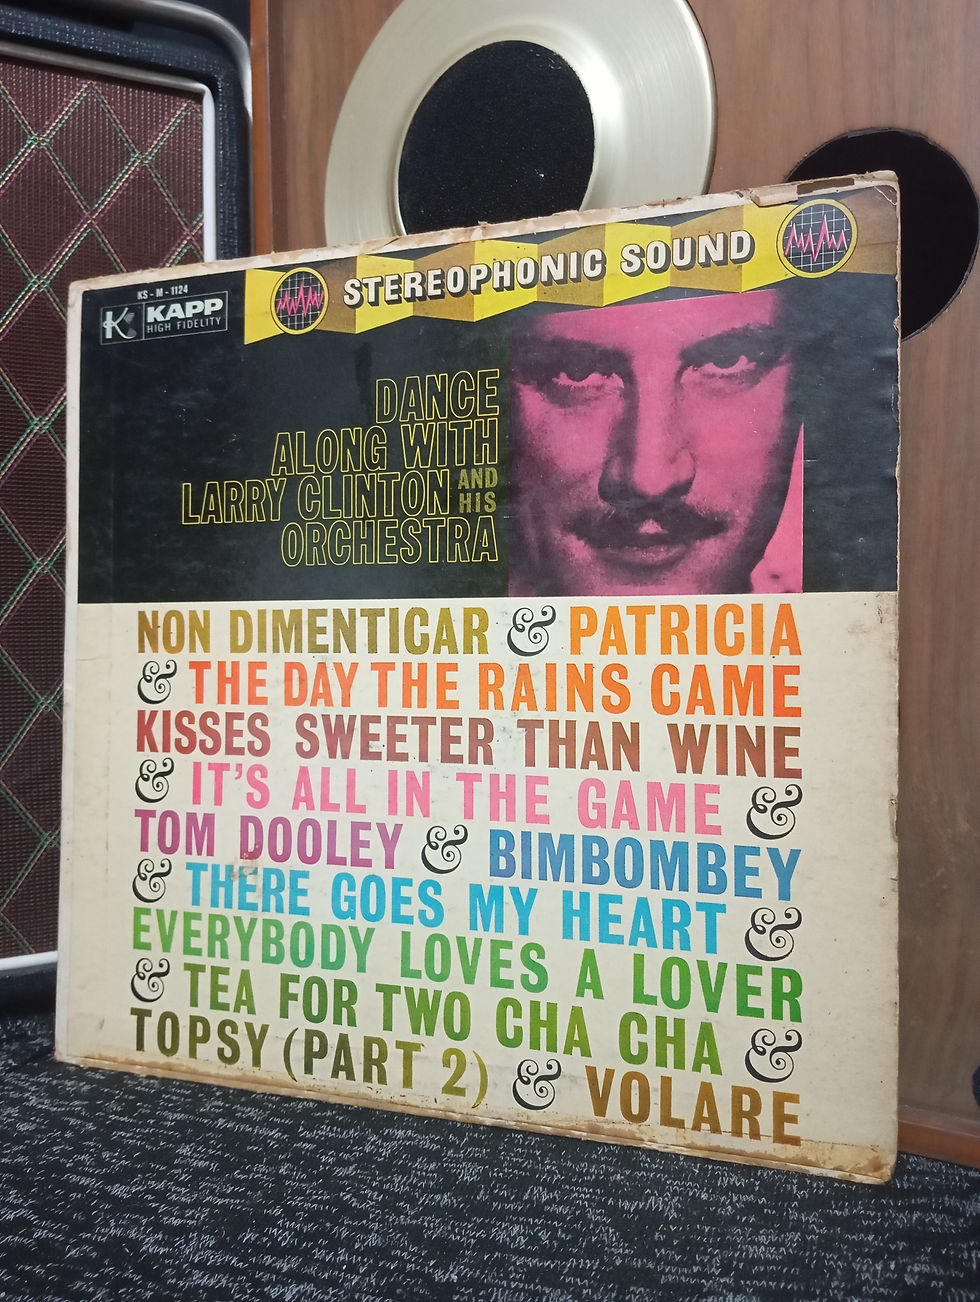 STEREOPHONIC SOUND
KS - M - 1124
K KAPP
HIGH FIDELITY
DANCE
ALONG WITH
LARRY CLINTON AND HIS
ORCHESTRA
NON DIMENTICAR & PATRICIA
& THE DAY THE RAINS CAME
KISSES SWEETER THAN WINE
& IT'S ALL IN THE GAME &
TOM DOOLEY & BIMBOMBEY
& THERE GOES MY HEART &
EVERYBODY LOVES A LOVER
& TEA FOR TWO CHA CHA &
TOPSY (PART 2) & VOLARE